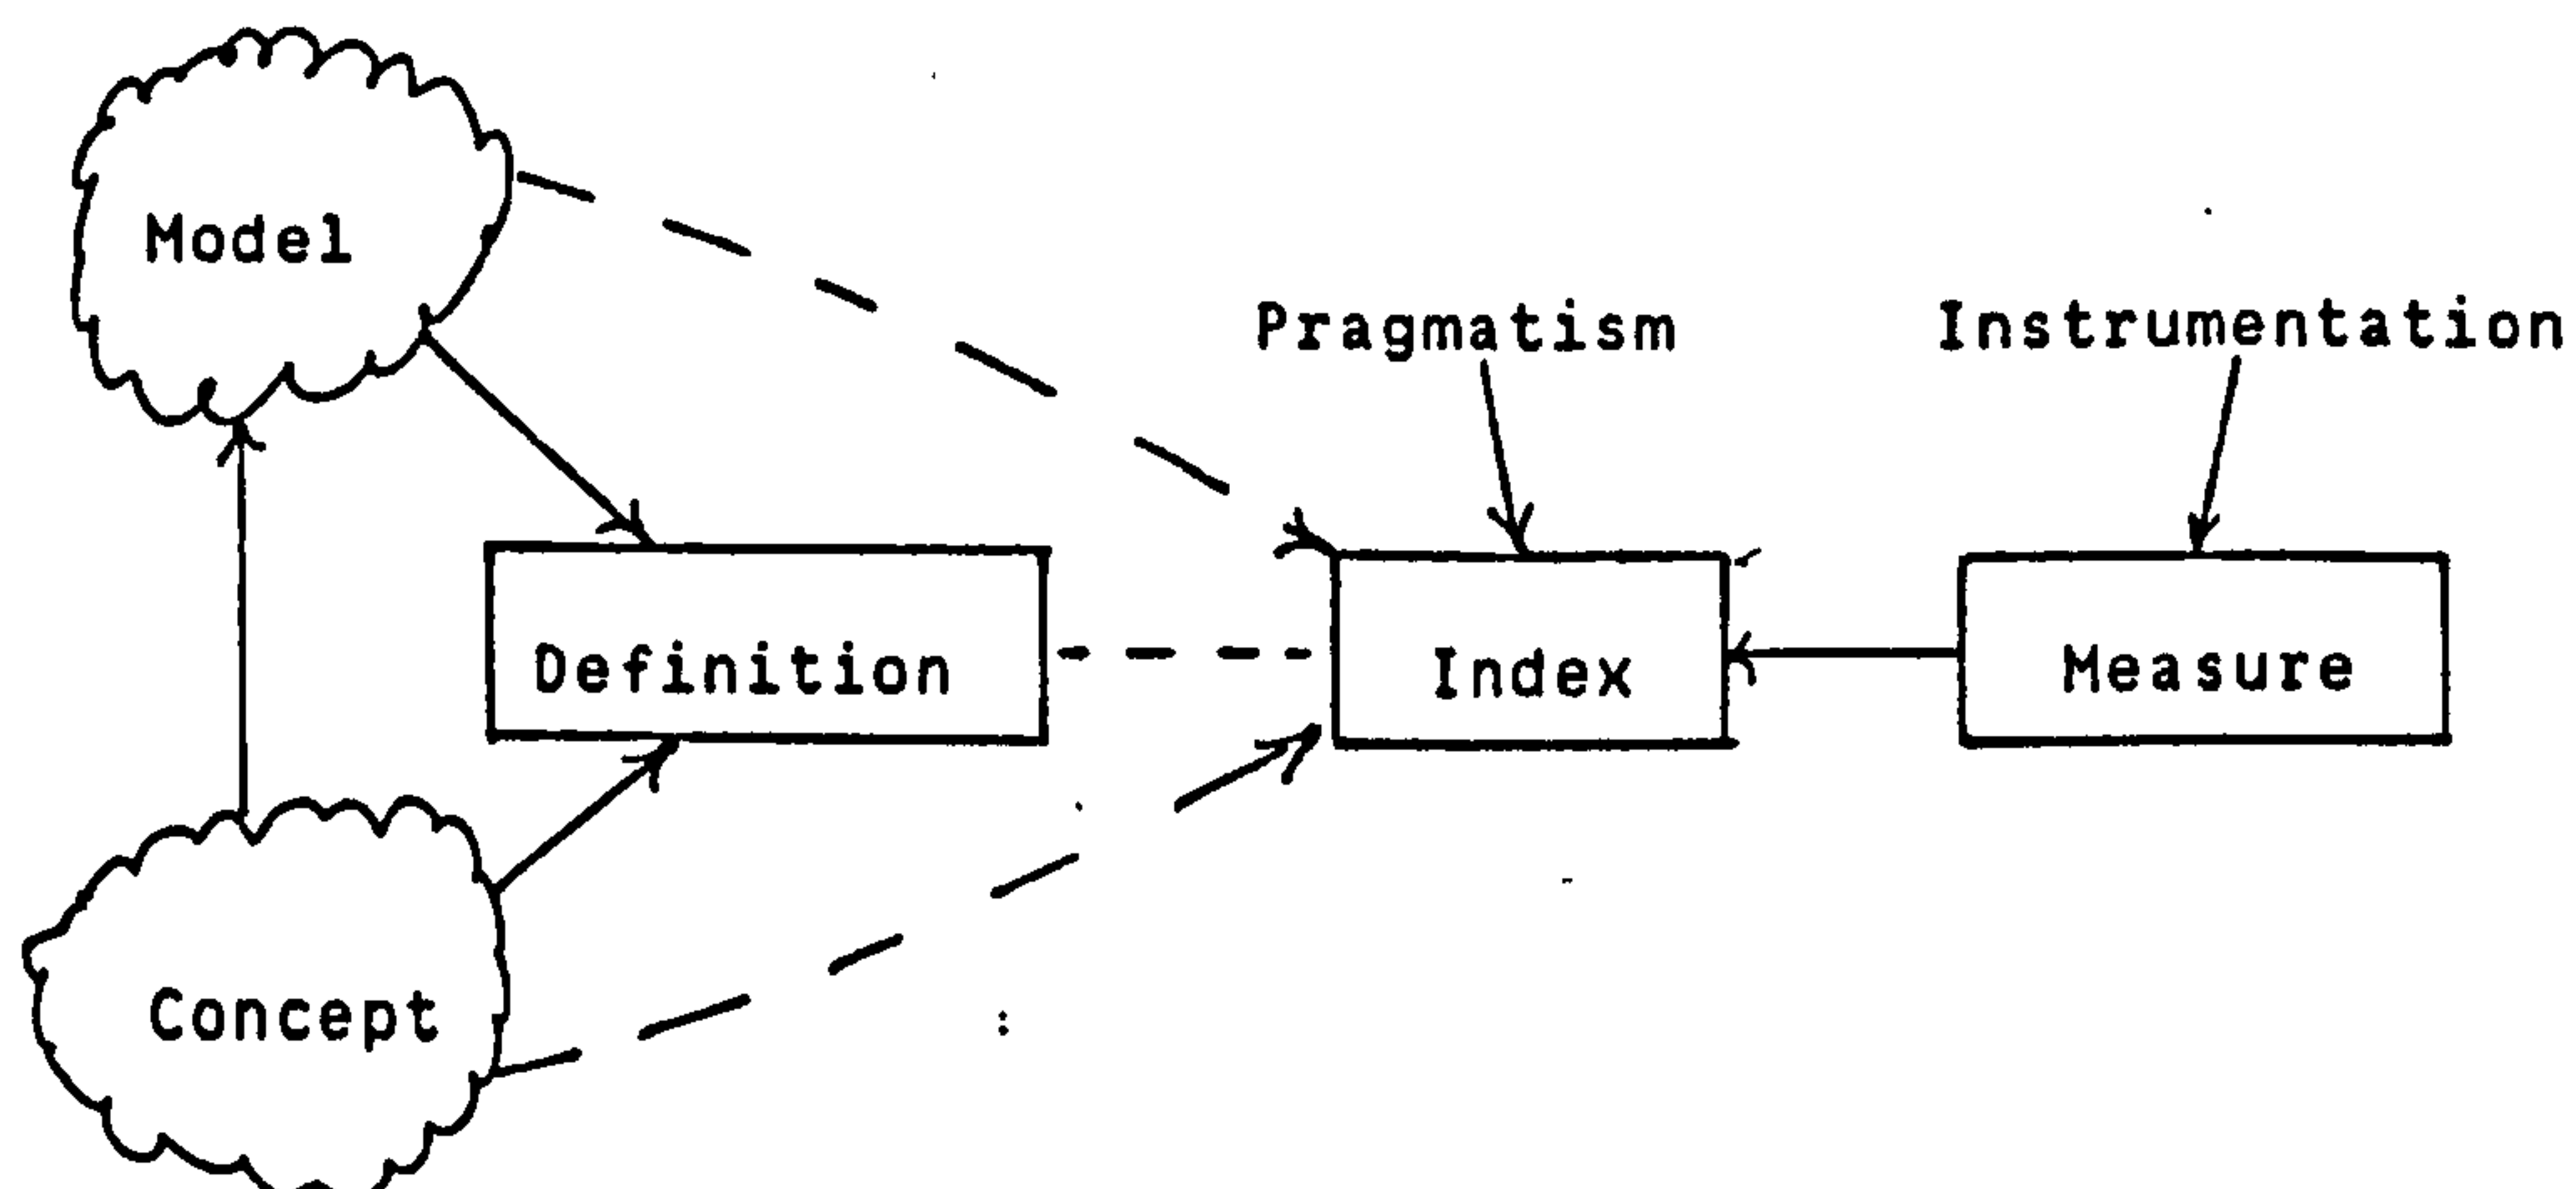 Model
Pragmatism
Instrumentation
Definition
Index
Measure
Concept